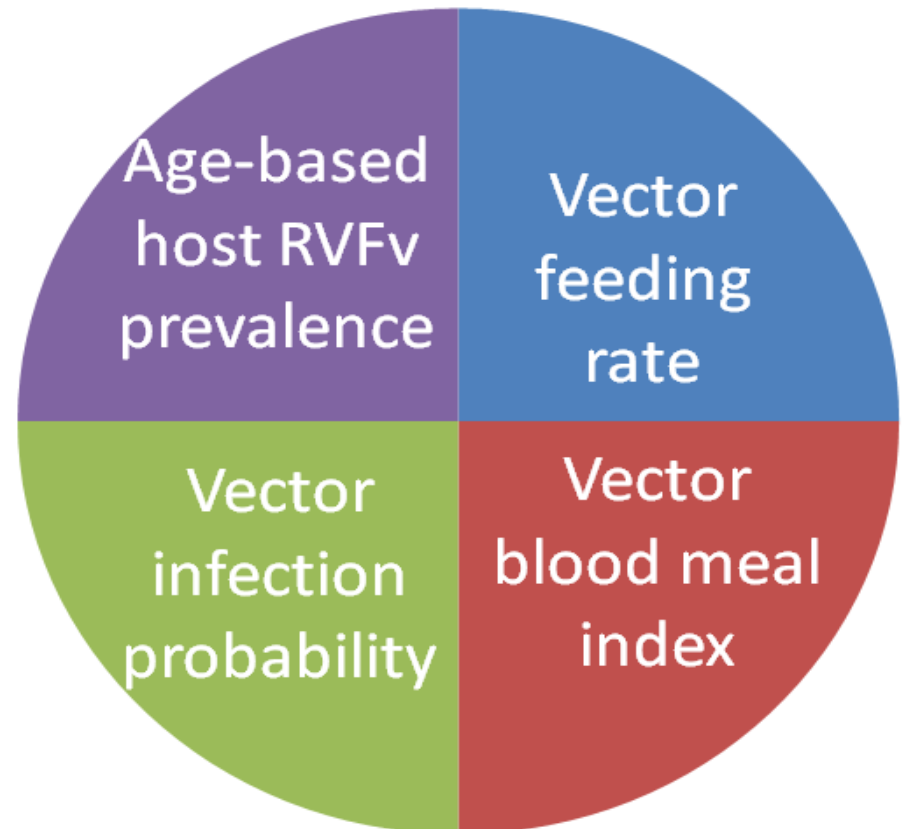 Age-based
host RVFv
prevalence
Vector
feeding
rate
Vector
infection
probability
Vector
blood meal
index